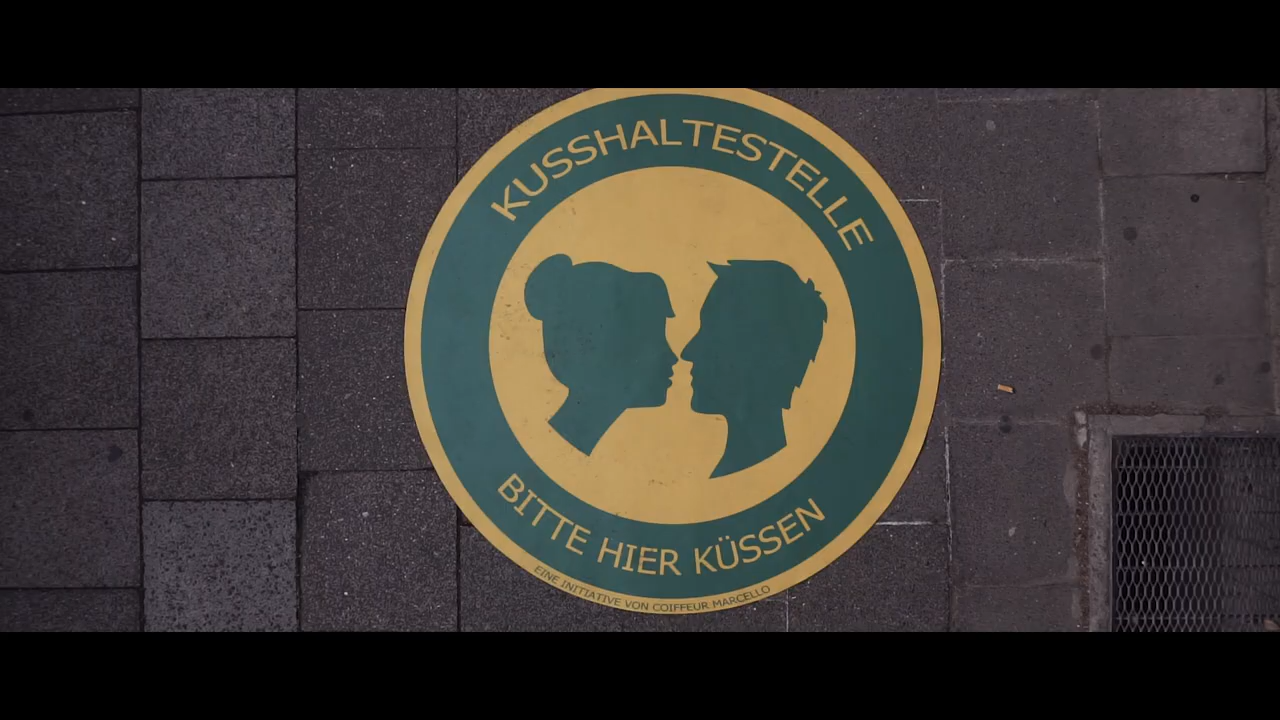 KUSSHALTESTELLE
BITTE HIER KÜSSEN
EINE INITIATIVE VON COIFFEUR MARCELLO